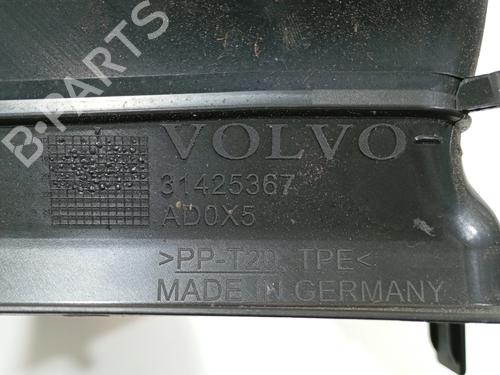 B-PARTS
VOLVO
31425367
AD0X5
>PP-T20 TPE<
MADE IN GERMANY